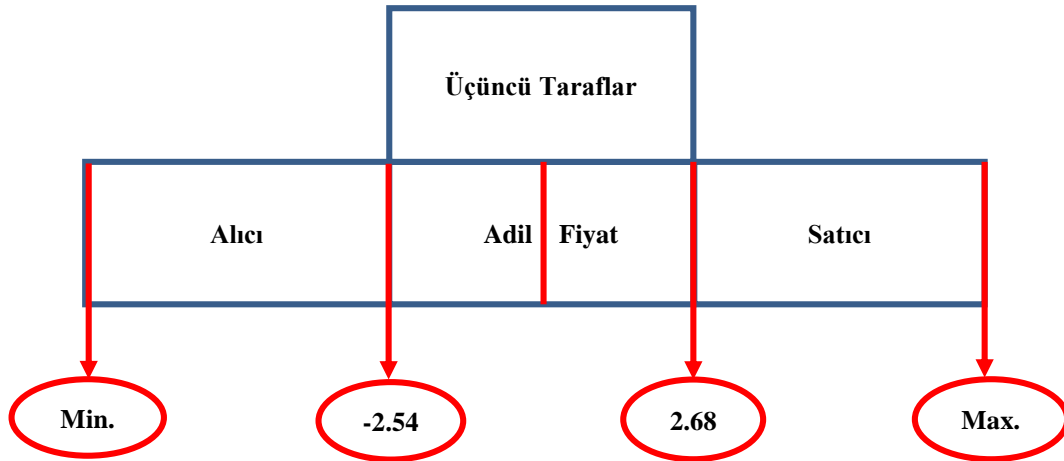 Üçüncü Taraflar
Alıcı Adil Fiyat Satıcı
Min. -2.54 2.68 Max.